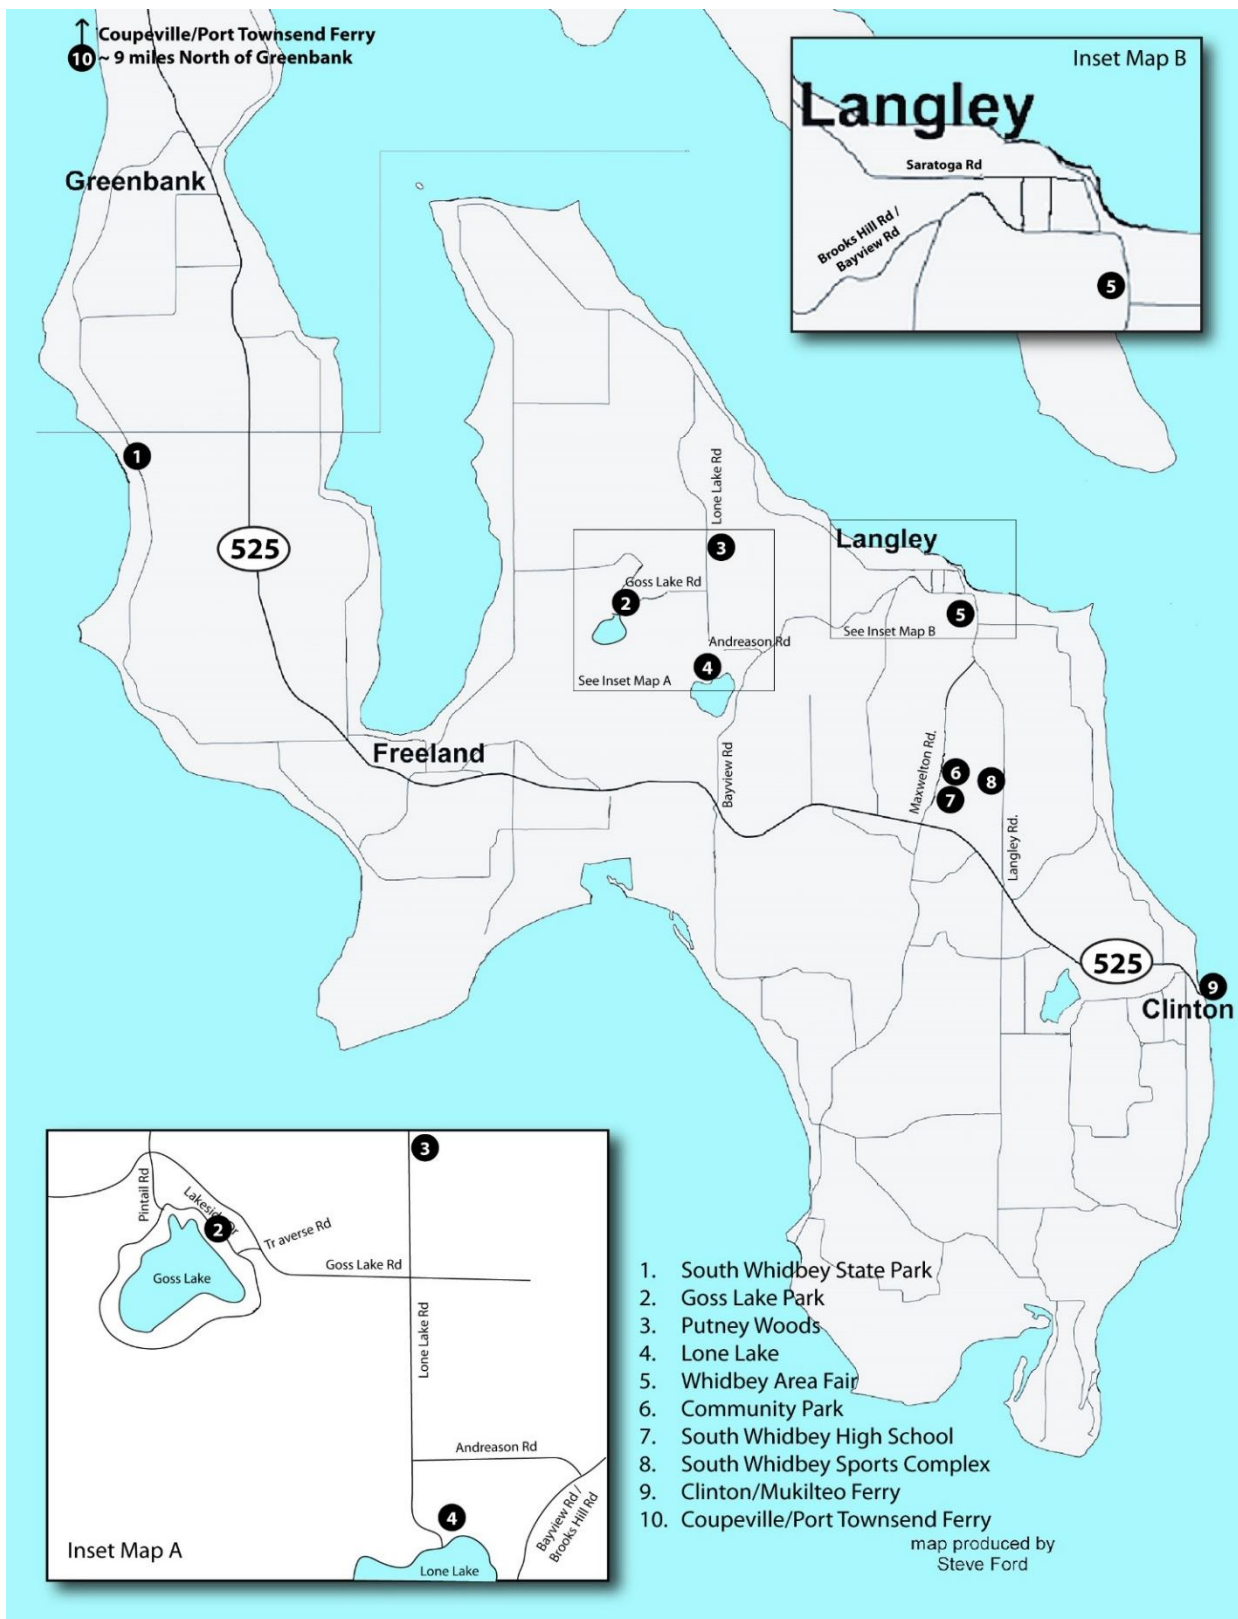 Coupeville/Port Townsend Ferry
10 ~ 9 miles North of Greenbank
Inset Map B
Langley
Saratoga Rd
Brooks Hill Rd /
Bayview Rd
5
Greenbank
1
525
Lone Lake Rd
3
Goss Lake Rd
2
Andreason Rd
4
See Inset Map A
Langley
5
See Inset Map B
Freeland
Bayview Rd
Maxwelton Rd.
6
7
8
Langley Rd.
525
9
Clinton
3
Pintail Rd
Lakeside Dr
2
Tr averse Rd
Goss Lake Rd
Goss Lake
Lone Lake Rd
Andreason Rd
4
Bayview Rd /
Brooks Hill Rd
Inset Map A
Lone Lake
1. South Whidbey State Park
2. Goss Lake Park
3. Putney Woods
4. Lone Lake
5. Whidbey Area Fair
6. Community Park
7. South Whidbey High School
8. South Whidbey Sports Complex
9. Clinton/Mukilteo Ferry
10. Coupeville/Port Townsend Ferry
map produced by
Steve Ford